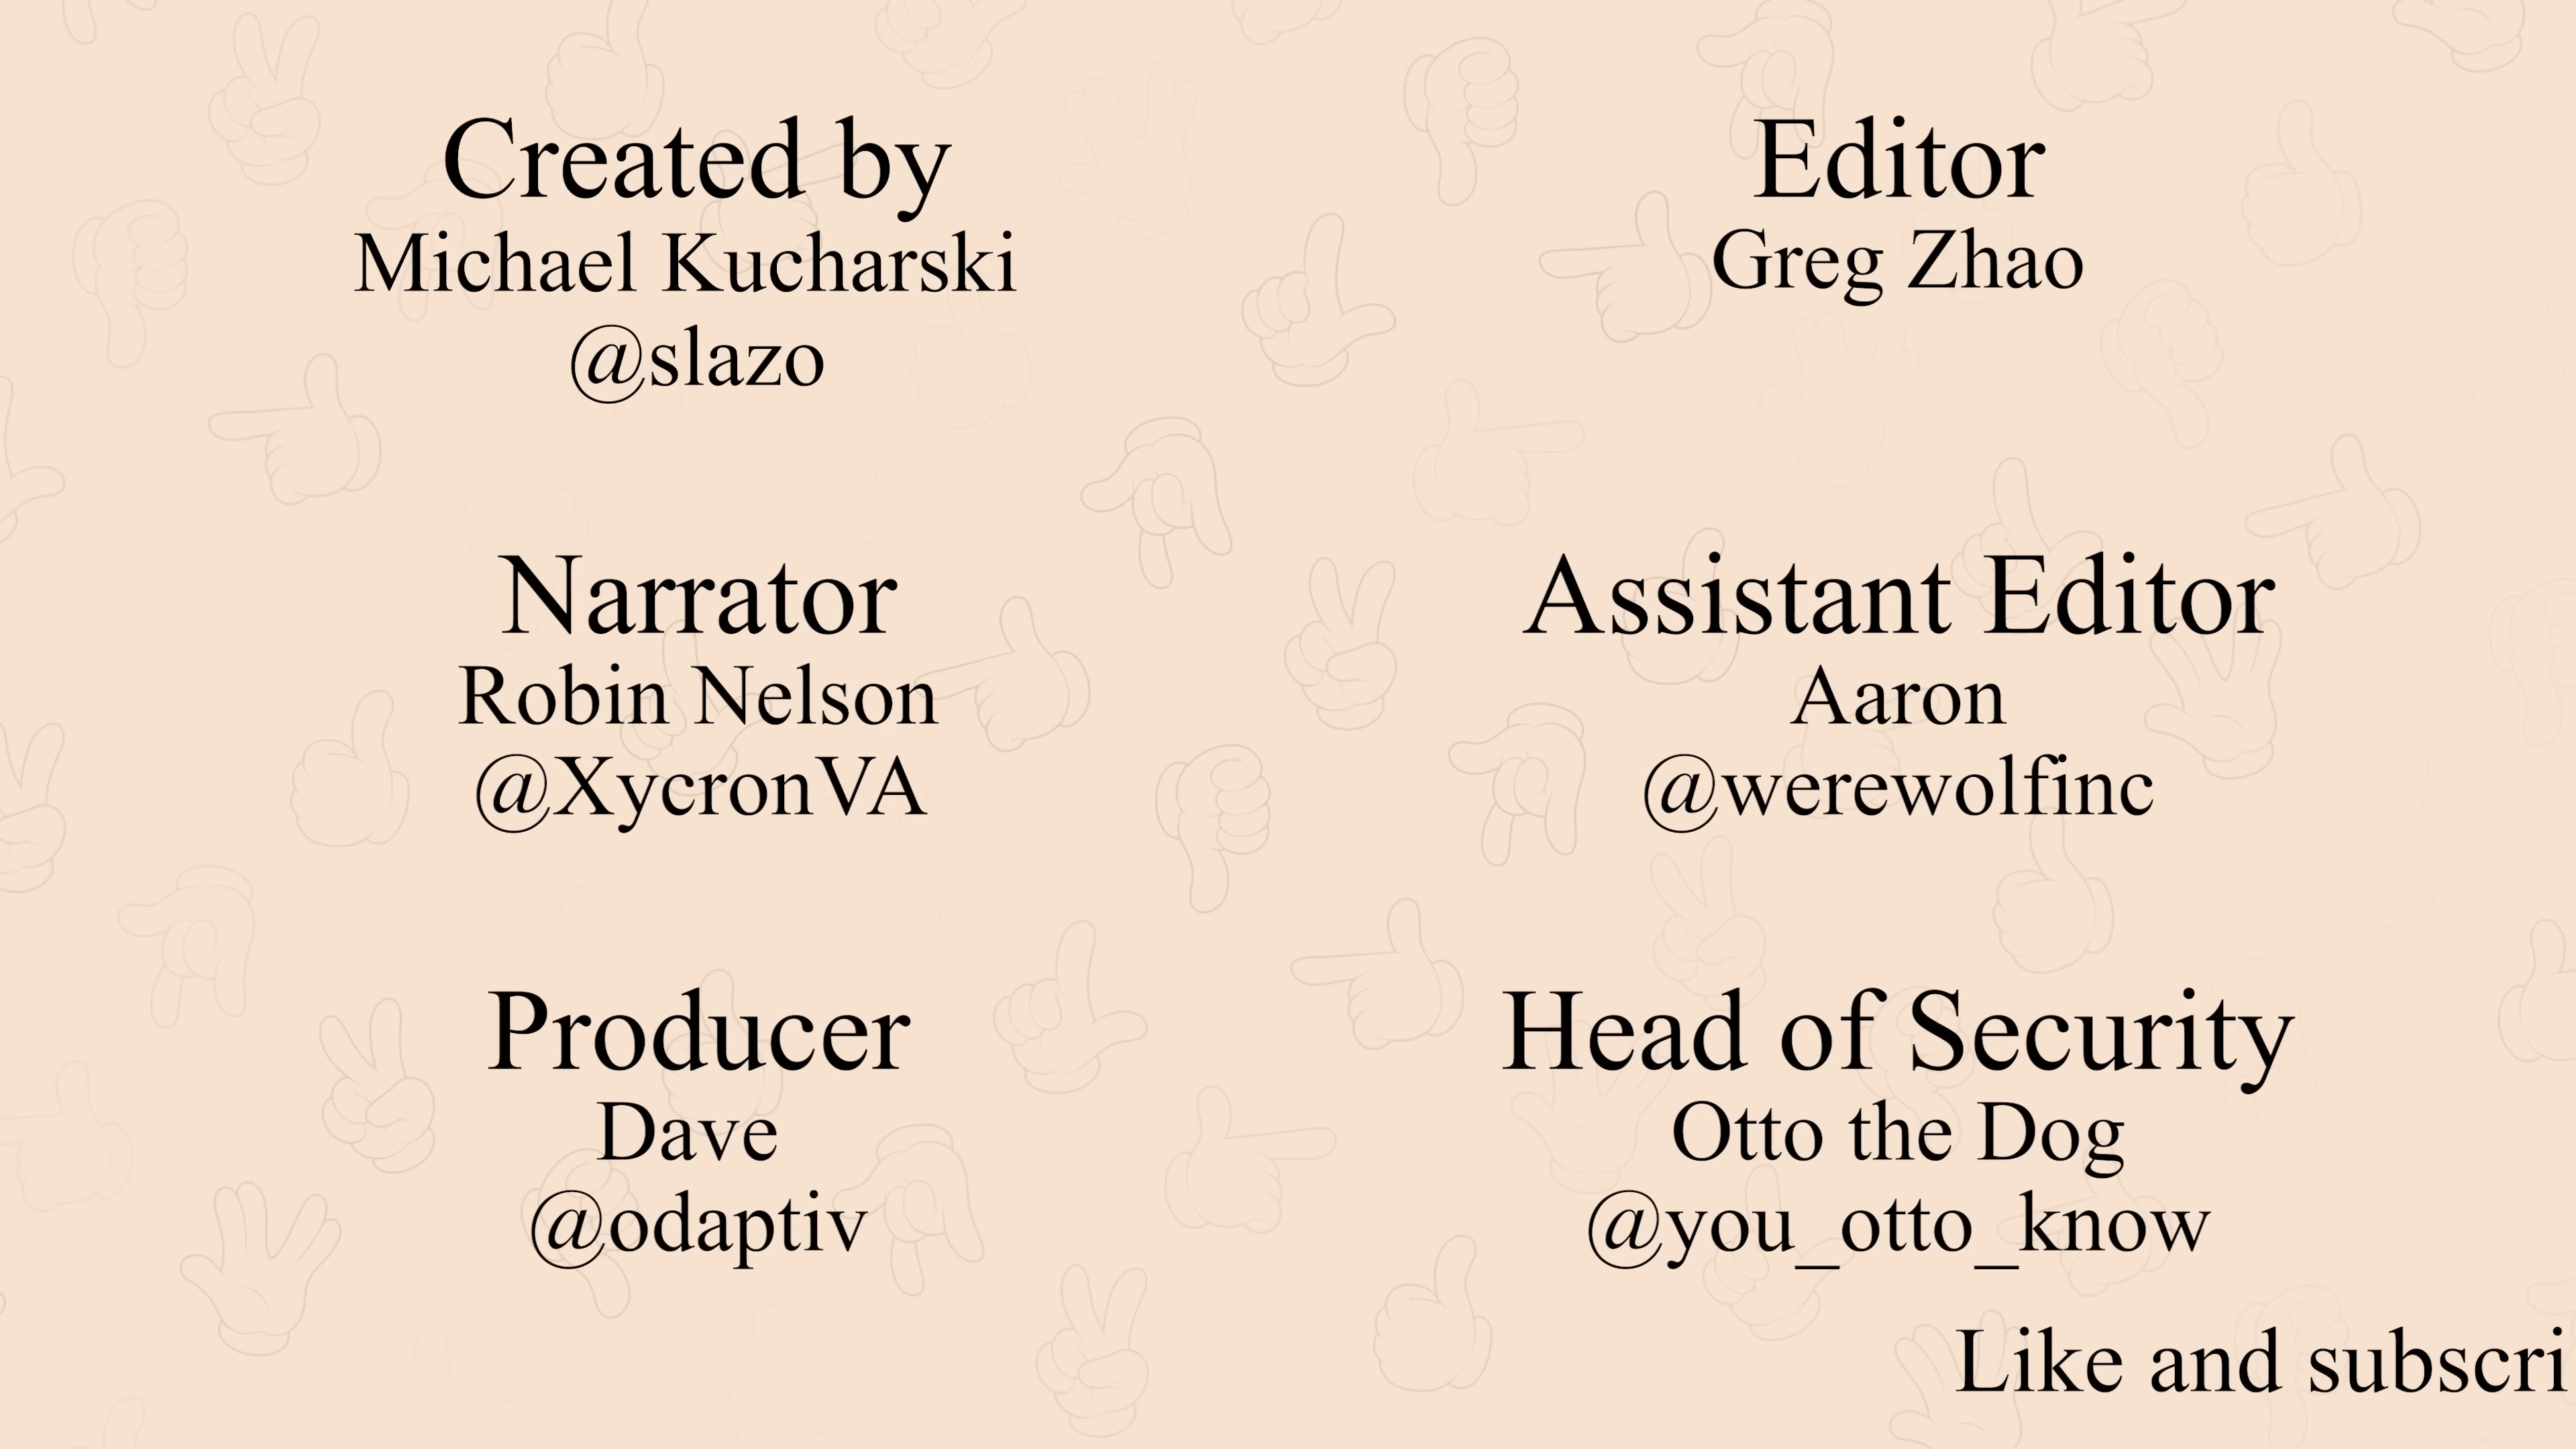 Created by
Michael Kucharski
@slazo
Editor
Greg Zhao
Narrator
Robin Nelson
@XycronVA
Assistant Editor
Aaron
@werewolfinc
Producer
Dave
@odaptiv
Head of Security
Otto the Dog
@you_otto_know
Like and subscri